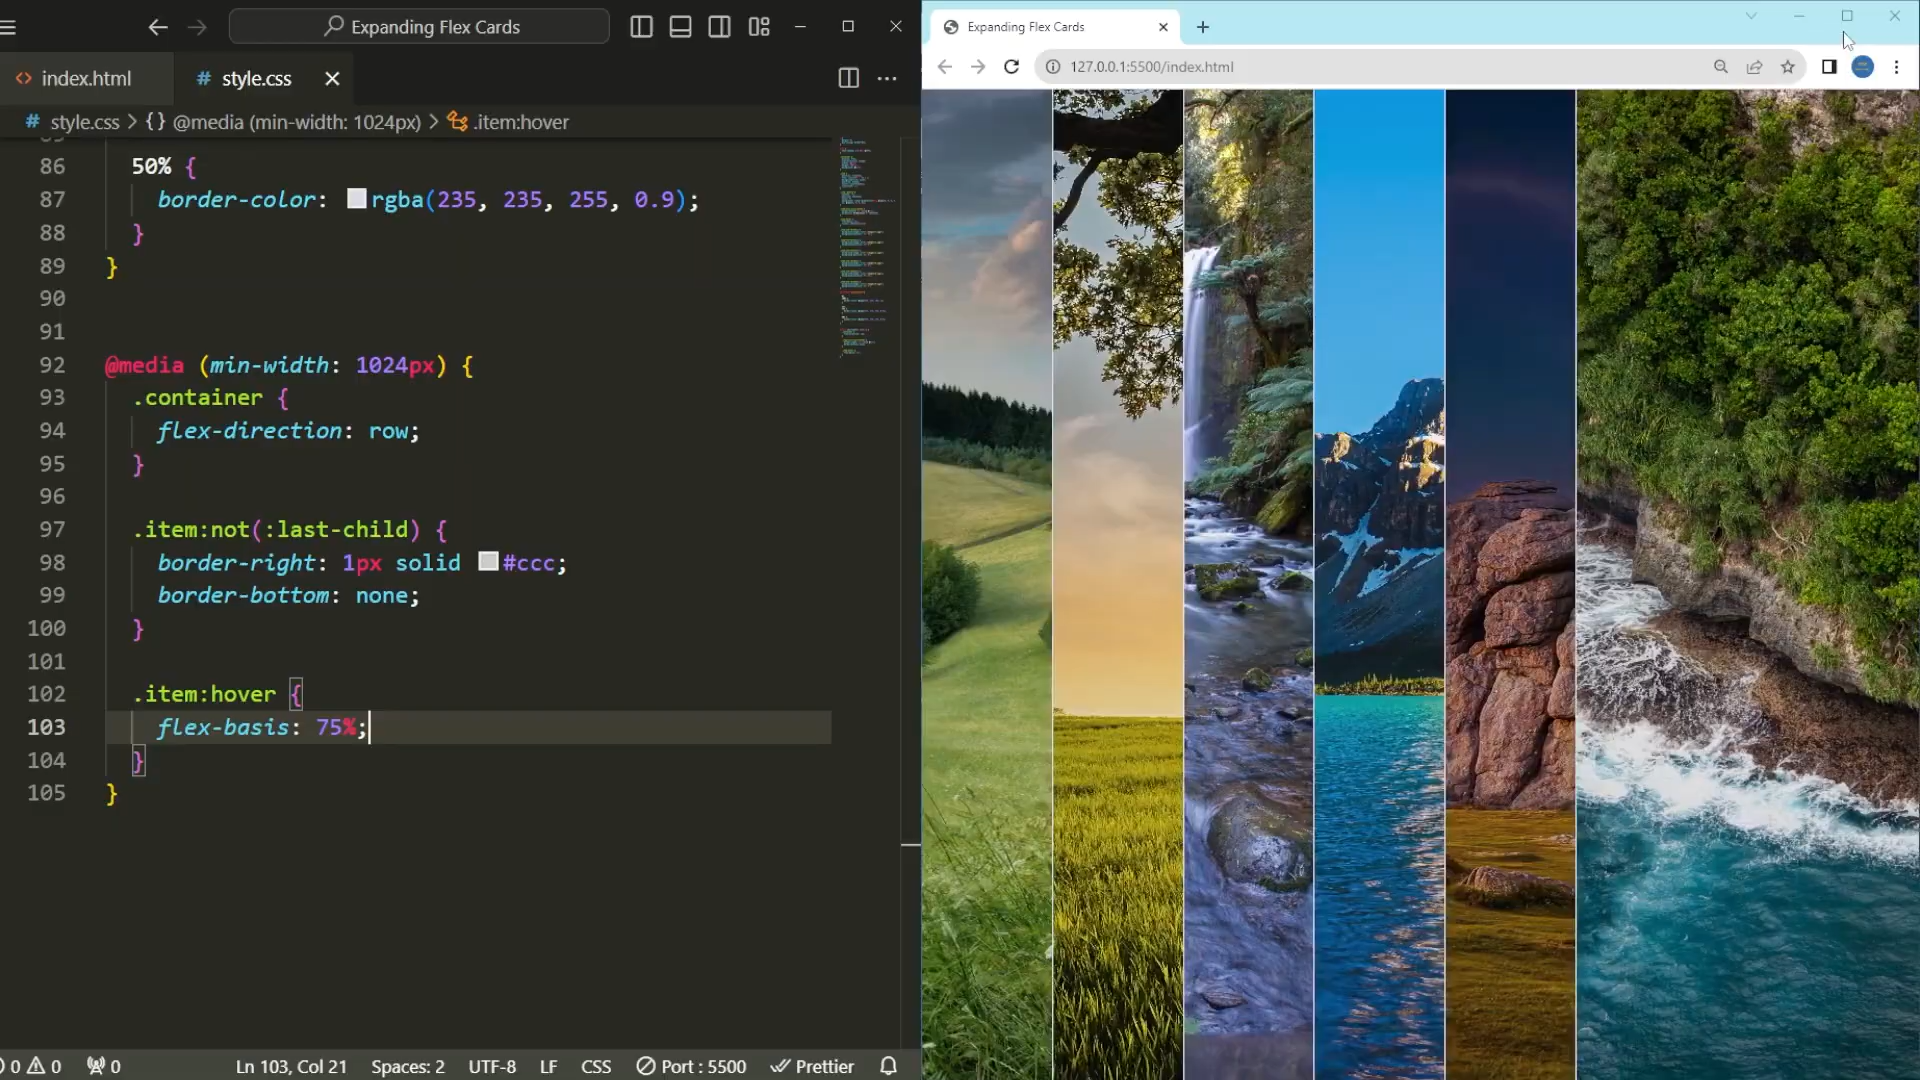 Expanding Flex Cards
index.html
# style.css
# style.css > {} @media (min-width: 1024px) > .item:hover
86 50% {
87 border-color: rgba(235, 235, 255, 0.9);
88 }
89 }
90
91
92 @media (min-width: 1024px) {
93 .container {
94 flex-direction: row;
95 }
96
97 .item:not(:last-child) {
98 border-right: 1px solid #ccc;
99 border-bottom: none;
100 }
101
102 .item:hover {
103 flex-basis: 75%;
104 }
105 }
0 0 0 Ln 103, Col 21 Spaces: 2 UTF-8 LF CSS Port : 5500 Prettier
Expanding Flex Cards
127.0.0.1:5500/index.html